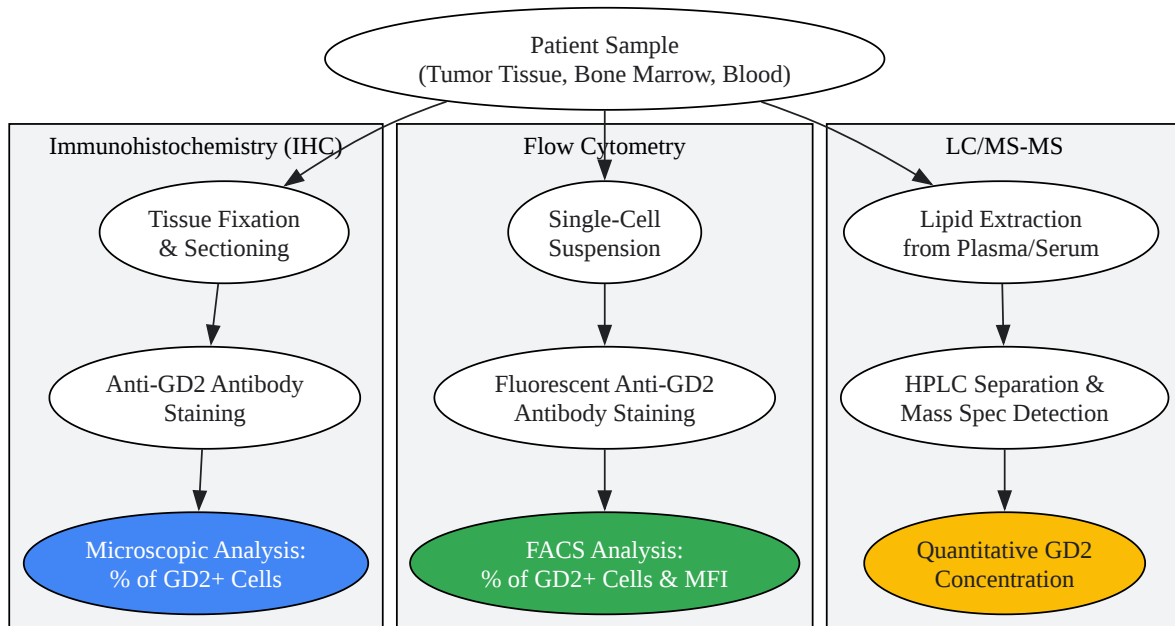 Patient Sample
(Tumor Tissue, Bone Marrow, Blood)
Immunohistochemistry (IHC)
Tissue Fixation
& Sectioning
Anti-GD2 Antibody
Staining
Microscopic Analysis:
% of GD2+ Cells
Flow Cytometry
Single-Cell
Suspension
Fluorescent Anti-GD2
Antibody Staining
FACS Analysis:
% of GD2+ Cells & MFI
LC/MS-MS
Lipid Extraction
from Plasma/Serum
HPLC Separation &
Mass Spec Detection
Quantitative GD2
Concentration